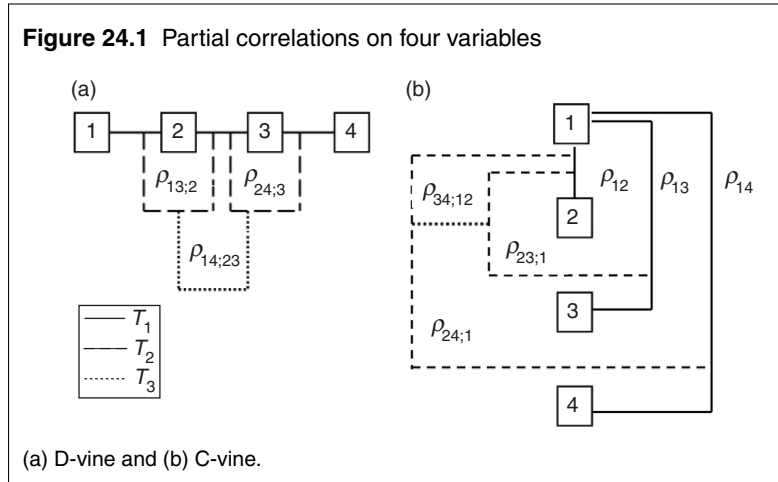 Figure 24.1 Partial correlations on four variables
(a)
1 2 3 4
ρ13;2 ρ24;3
ρ14;23
T1
T2
T3
(b)
1
ρ34;12 ρ12 ρ13 ρ14
2
ρ23;1
3
ρ24;1
4
(a) D-vine and (b) C-vine.